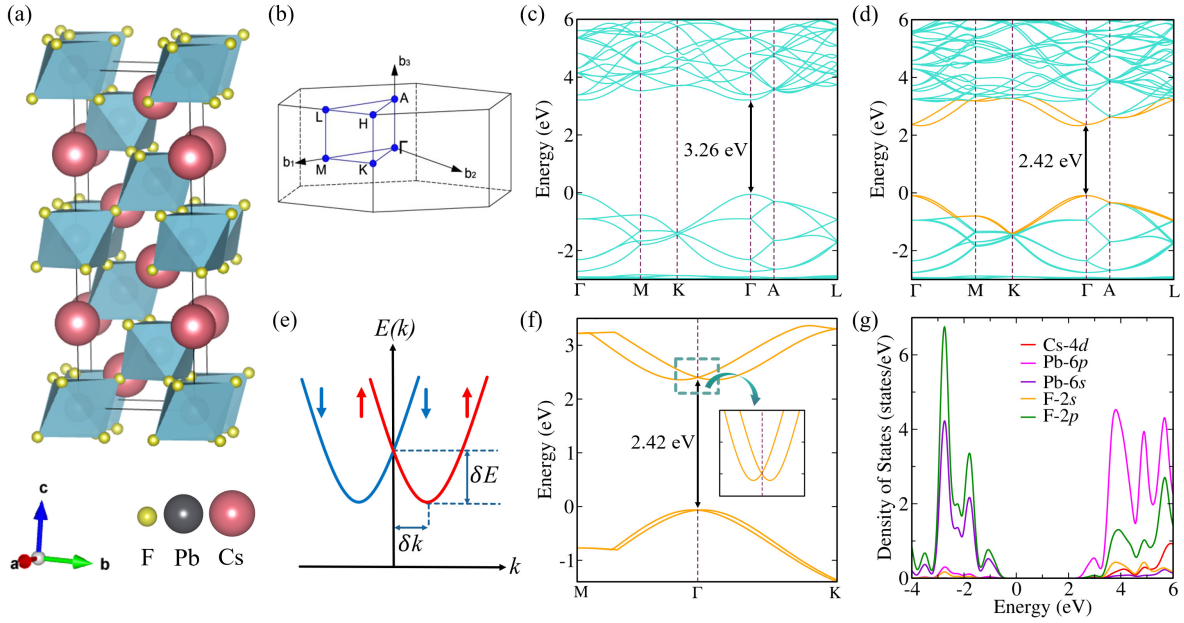 (a)
F
Pb
Cs
c
a
b
(b)
b3
A
L
H
Γ
b1
M
K
b2
(c)
Energy (eV)
6
4
2
0
-2
3.26 eV
Γ
M
K
Γ
A
L
(d)
Energy (eV)
6
4
2
0
-2
2.42 eV
Γ
M
K
Γ
A
L
(e)
E(k)
δE
δk
k
(f)
Energy (eV)
3
2
1
0
-1
2.42 eV
M
Γ
K
(g)
Density of States (states/eV)
6
4
2
0
Cs-4d
Pb-6p
Pb-6s
F-2s
F-2p
-4
-2
0
2
4
6
Energy (eV)